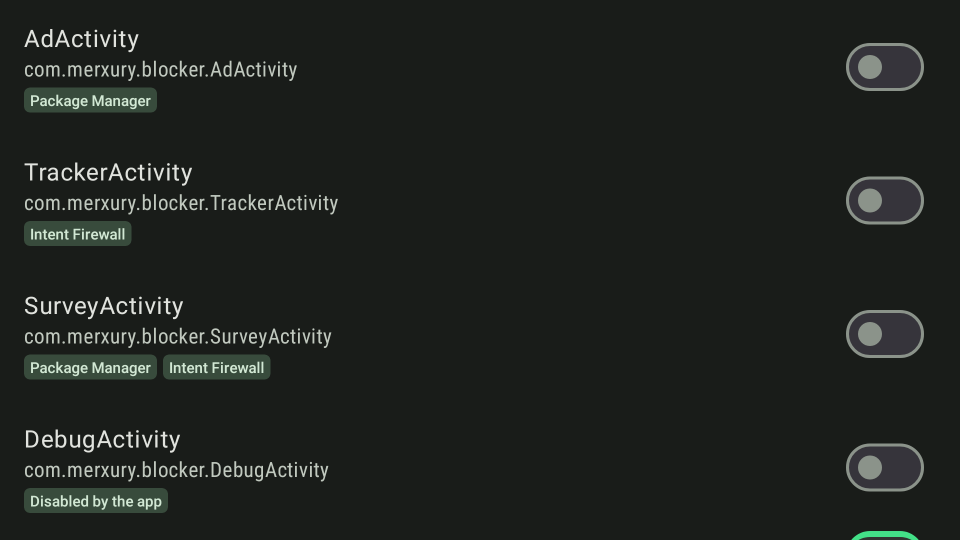 AdActivity
com.merxury.blocker.AdActivity
Package Manager
TrackerActivity
com.merxury.blocker.TrackerActivity
Intent Firewall
SurveyActivity
com.merxury.blocker.SurveyActivity
Package Manager Intent Firewall
DebugActivity
com.merxury.blocker.DebugActivity
Disabled by the app